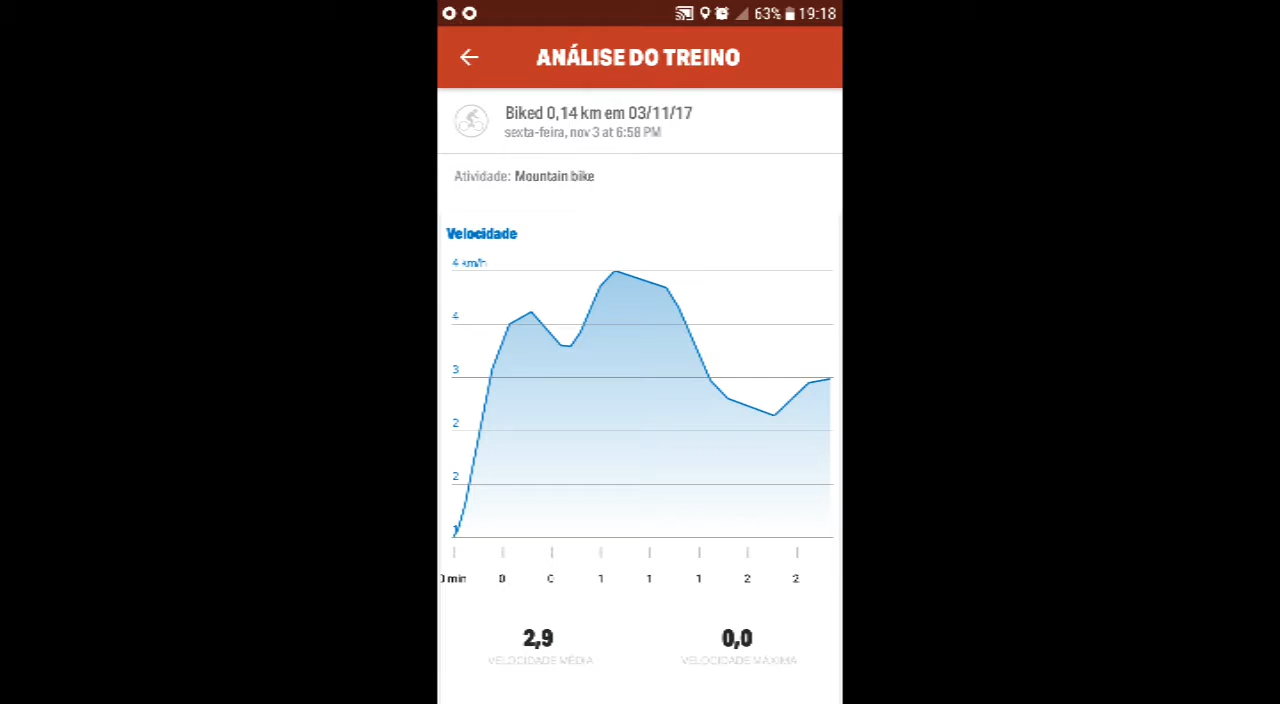 63% 19:18
ANÁLISE DO TREINO
Biked 0,14 km em 03/11/17
sexta-feira, nov 3 at 6:58 PM
Atividade: Mountain bike
Velocidade
4 km/h
4
3
2
2
1
0 min 0 0 1 1 1 2 2
2,9 0,0
VELOCIDADE MÉDIA VELOCIDADE MÁXIMA